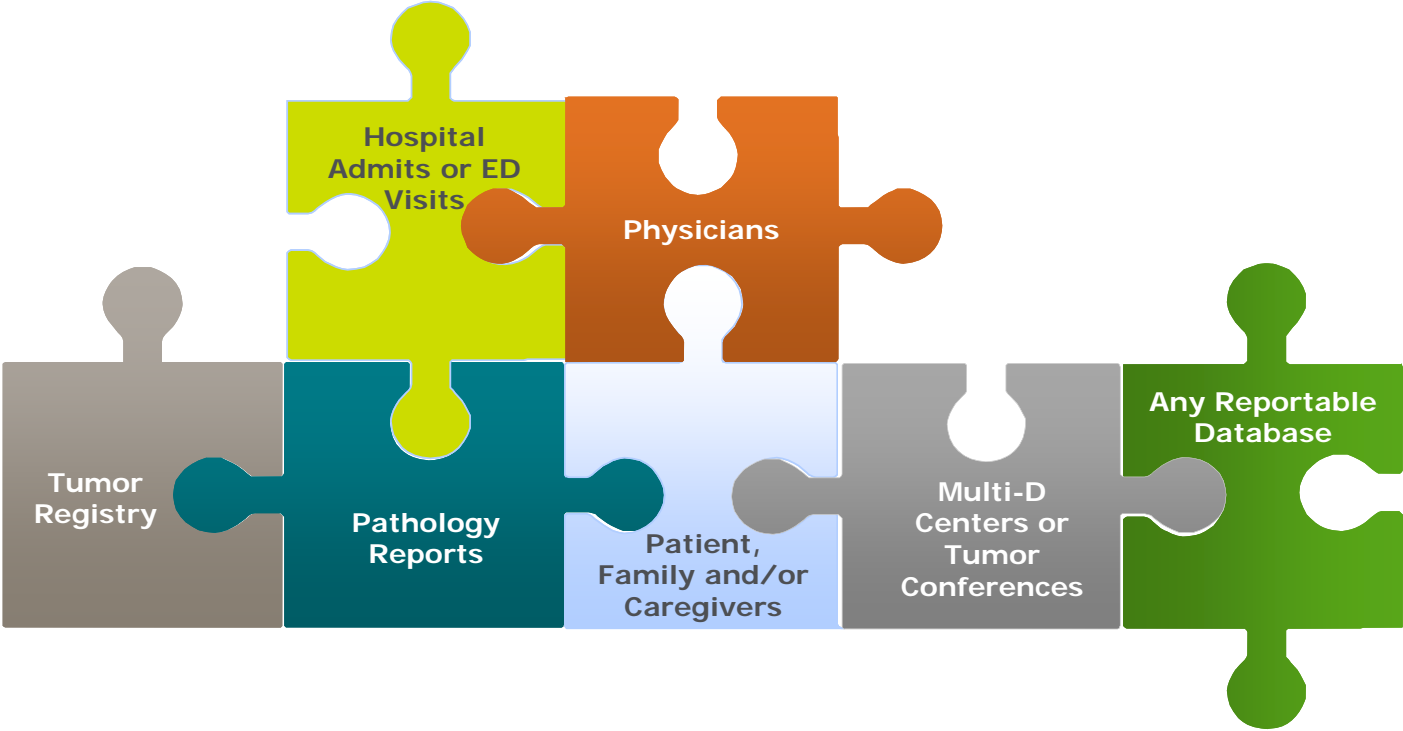 Hospital
Admits or ED
Visits
Physicians
Tumor
Registry
Pathology
Reports
Patient,
Family and/or
Caregivers
Multi-D
Centers or
Tumor
Conferences
Any Reportable
Database